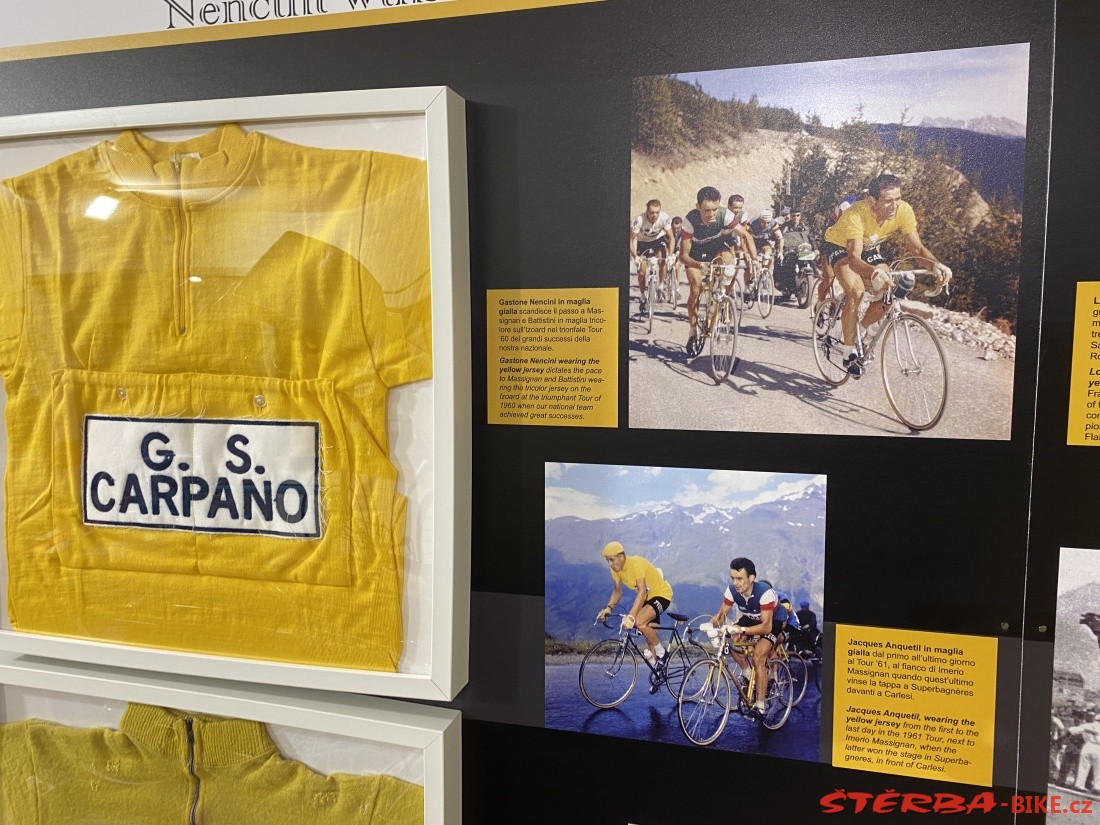 Nencini
G. S.
CARPANO
Gastone Nencini in maglia
gialla scandisce il passo a Mas-
signan e Battistini in maglia trico-
lore sull'Izoard nel trionfale Tour
'60 dei grandi successi della
nostra nazionale.
Gastone Nencini wearing the
yellow jersey dictates the pace
to Massignan and Battistini wea-
ring the tricolor jersey on the
Izoard at the triumphant Tour of
1960 when our national team
achieved great successes.
Jacques Anquetil in maglia
gialla dal primo all'ultimo giorno
al Tour '61, al fianco di Imerio
Massignan quando quest'ultimo
vinse la tappa a Superbagnères
davanti a Carlesi.
Jacques Anquetil, wearing the
yellow jersey from the first to the
last day in the 1961 Tour, next to
Imerio Massignan, when the
latter won the stage in Superba-
gneres, in front of Carlesi.
ŠTĚRBA-BIKE.cz